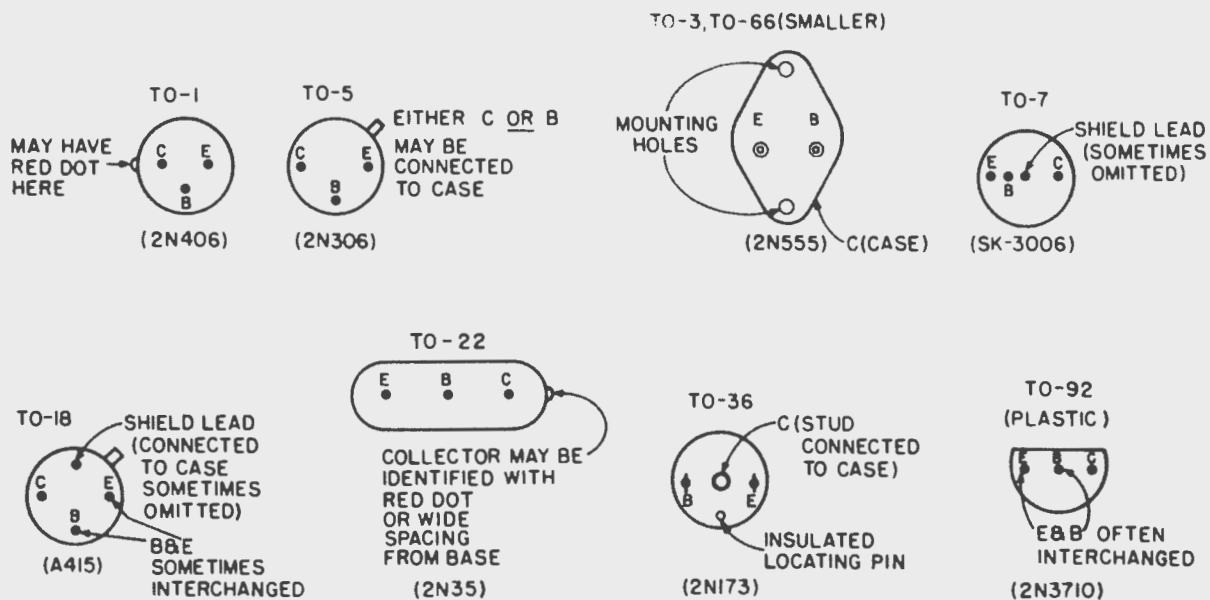 TO-3, TO-66(SMALLER)
TO-1
TO-5
EITHER C OR B
MAY BE
CONNECTED
TO CASE
MAY HAVE
RED DOT
HERE
C
E
B
C
E
B
MOUNTING
HOLES
E
B
TO-7
SHIELD LEAD
(SOMETIMES
OMITTED)
E
B
C
(2N406)
(2N306)
(2N555)
C(CASE)
(SK-3006)
TO-22
E
B
C
COLLECTOR MAY BE
IDENTIFIED WITH
RED DOT
OR WIDE
SPACING
FROM BASE
(2N35)
TO-18
SHIELD LEAD
(CONNECTED
TO CASE
SOMETIMES
OMITTED)
C
E
B
B&E
SOMETIMES
INTERCHANGED
(A415)
TO-36
C(STUD
CONNECTED
TO CASE)
B
E
INSULATED
LOCATING PIN
(2N173)
TO-92
(PLASTIC)
E
B
C
E&B OFTEN
INTERCHANGED
(2N3710)